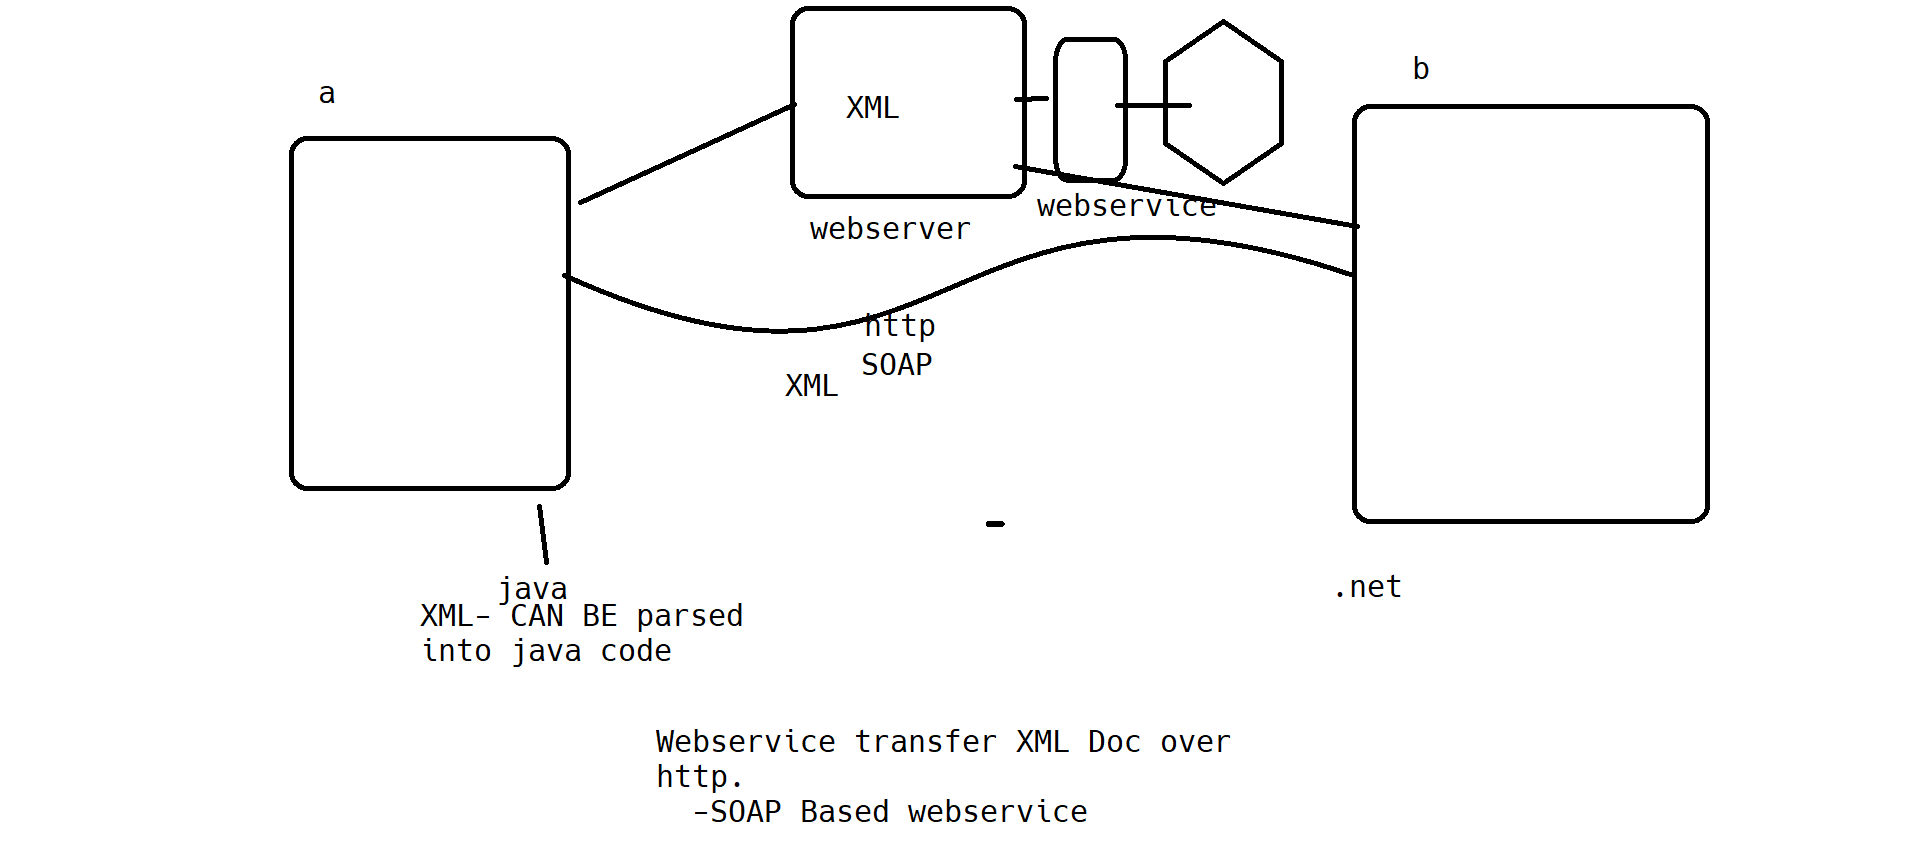 a
b
XML
webserver
webservice
http
SOAP
XML
java
XML- CAN BE parsed
into java code
.net
Webservice transfer XML Doc over
http.
-SOAP Based webservice